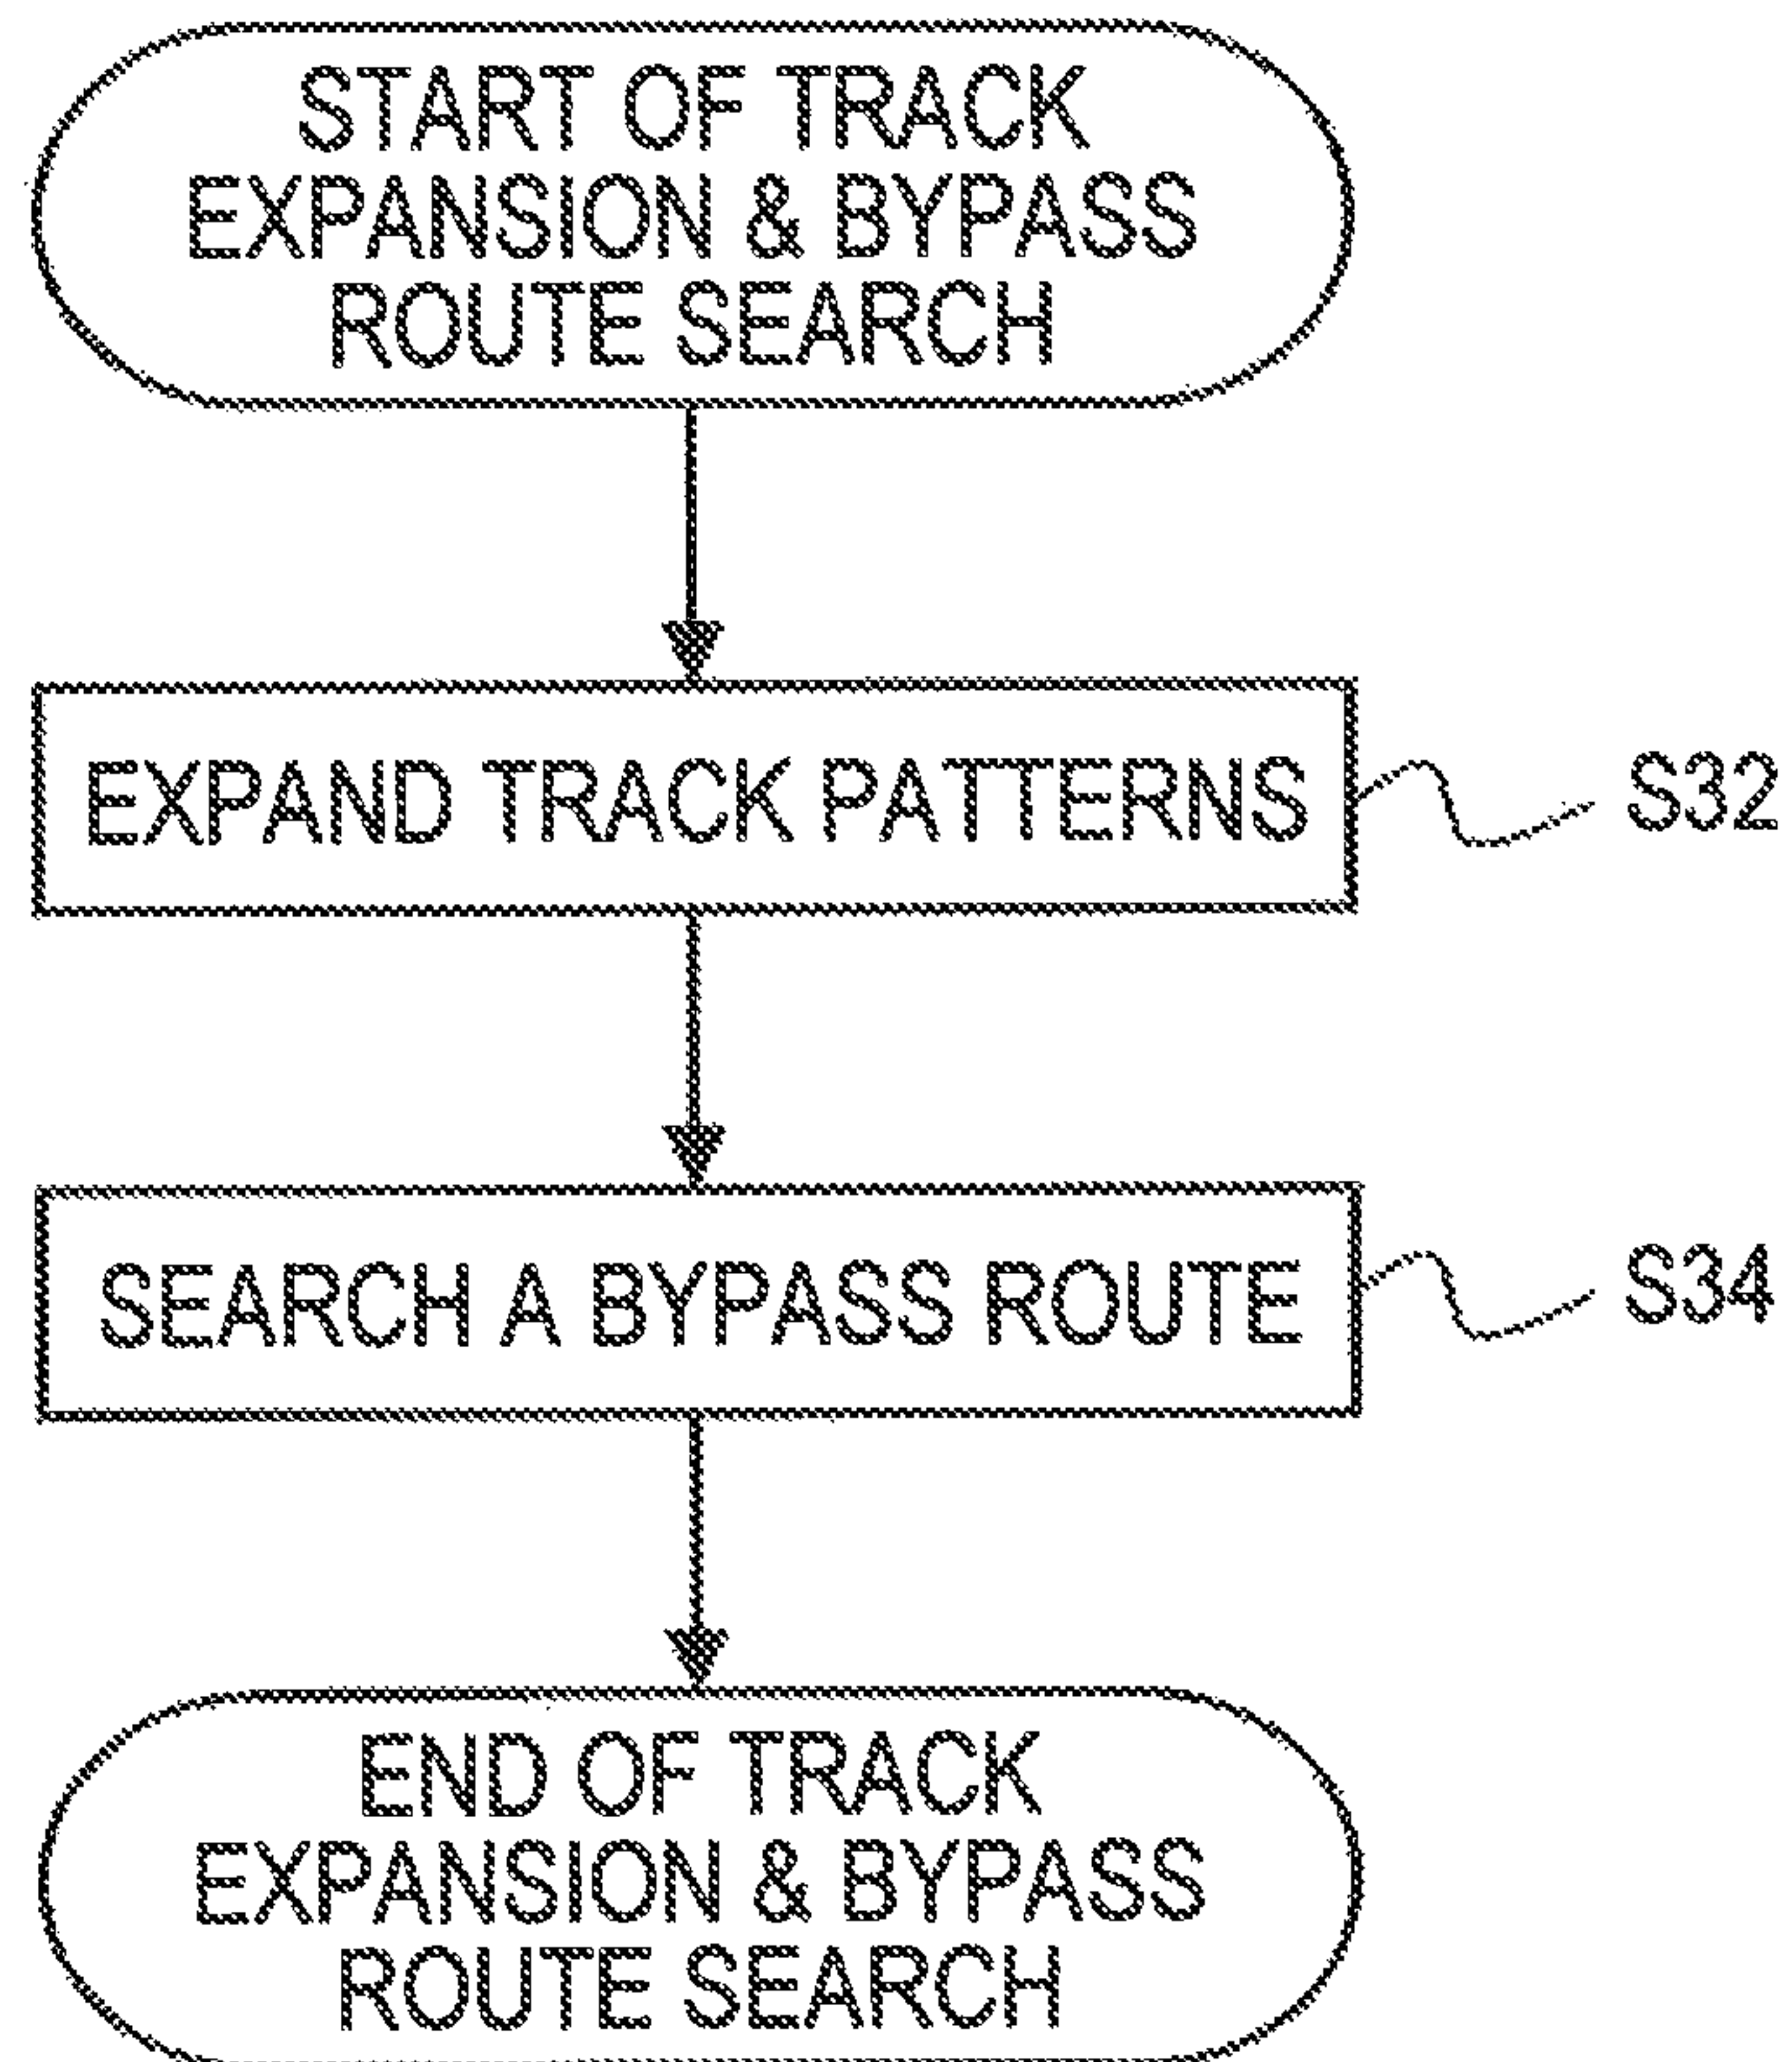 START OF TRACK
EXPANSION & BYPASS
ROUTE SEARCH
EXPAND TRACK PATTERNS
S32
SEARCH A BYPASS ROUTE
S34
END OF TRACK
EXPANSION & BYPASS
ROUTE SEARCH